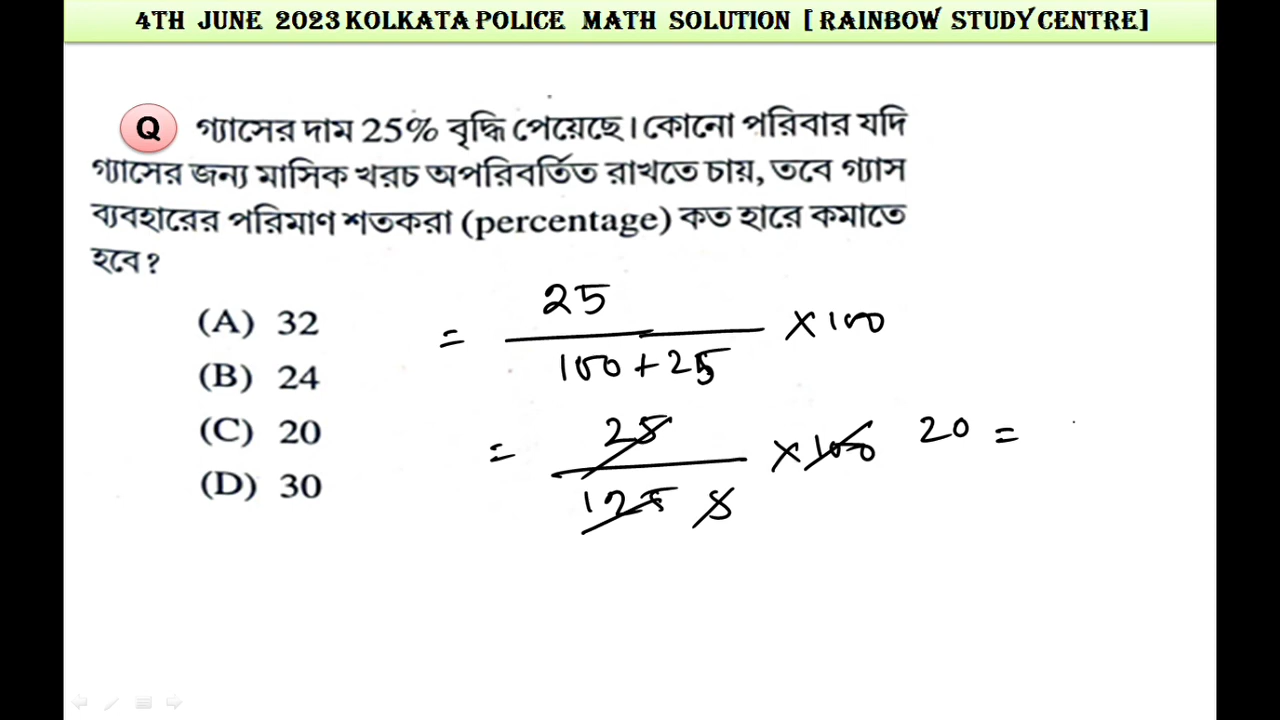 4TH JUNE 2023 KOLKATA POLICE MATH SOLUTION [ RAINBOW STUDY CENTRE]
Q গ্যাসের দাম 25% বৃদ্ধি পেয়েছে। কোনো পরিবার যদি
গ্যাসের জন্য মাসিক খরচ অপরিবর্তিত রাখতে চায়, তবে গ্যাস
ব্যবহারের পরিমাণ শতকরা (percentage) কত হারে কমাতে
হবে?
(A) 32
(B) 24
(C) 20
(D) 30
25
= ——— × 100
100 + 25
25
= ——— × 100 20 =
125 5